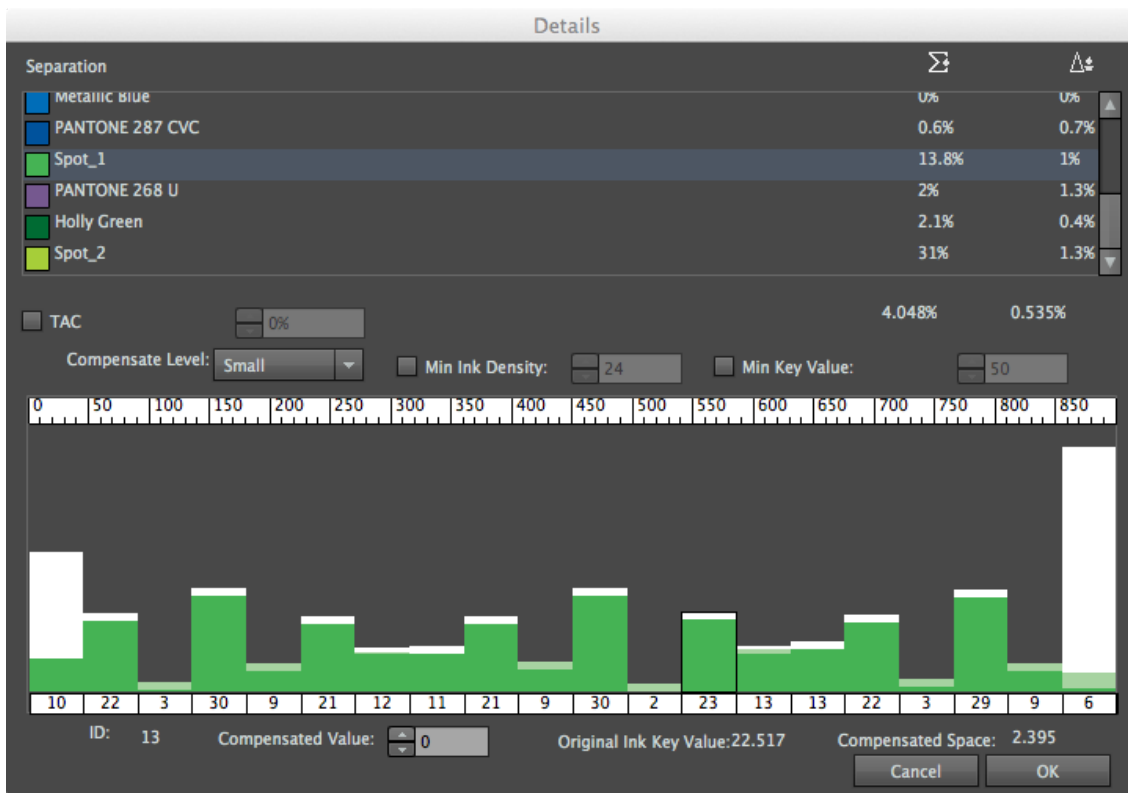 Details
Separation Σ Δ
Metallic Blue 0% 0%
PANTONE 287 CVC 0.6% 0.7%
Spot_1 13.8% 1%
PANTONE 268 U 2% 1.3%
Holly Green 2.1% 0.4%
Spot_2 31% 1.3%
TAC 0% 4.048% 0.535%
Compensate Level: Small Min Ink Density: 24 Min Key Value: 50
0 50 100 150 200 250 300 350 400 450 500 550 600 650 700 750 800 850
10 22 3 30 9 21 12 11 21 9 30 2 23 13 13 22 3 29 9 6
ID: 13 Compensated Value: 0 Original Ink Key Value:22.517 Compensated Space: 2.395
Cancel OK